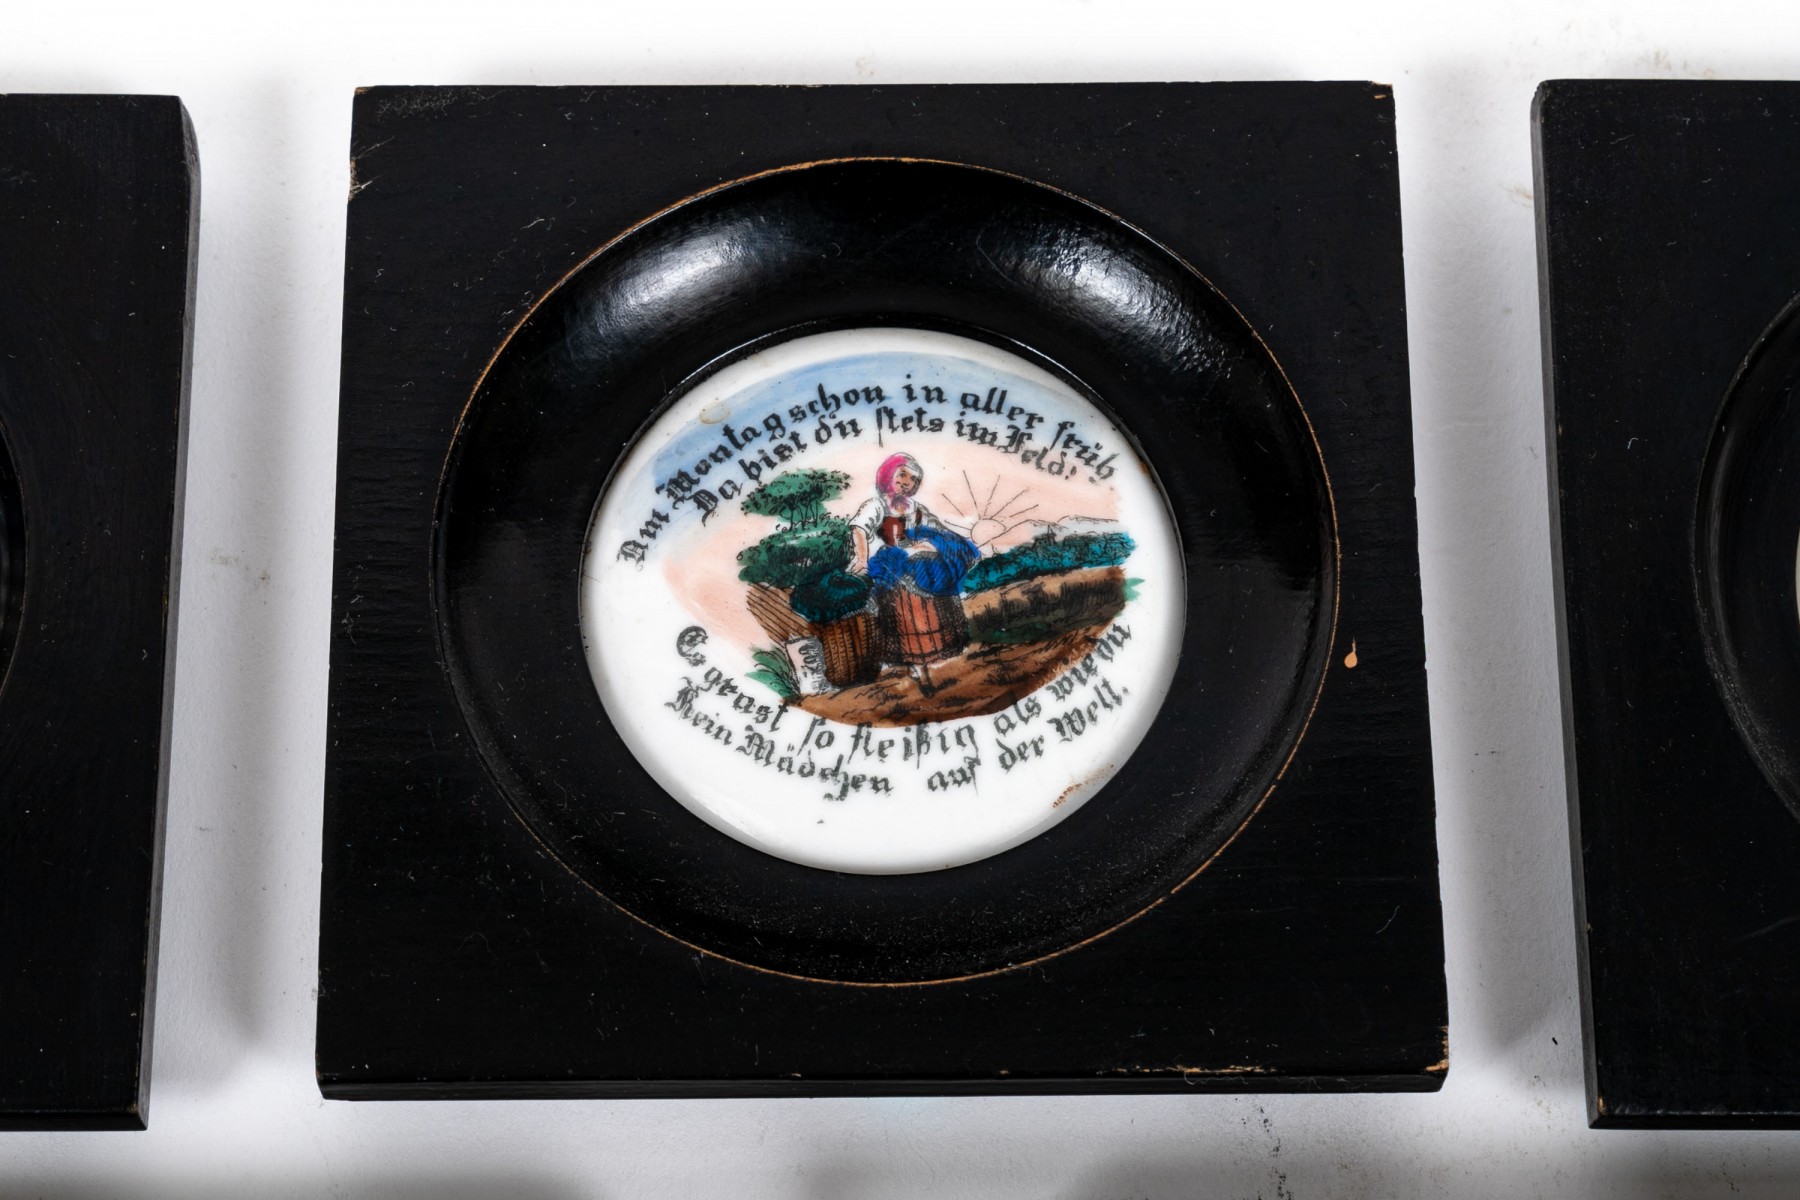 Am Montag schon in aller früh
Da bist du stets im Feld;
Es grast so fleißig als wie du
Kein Mädchen auf der Welt.